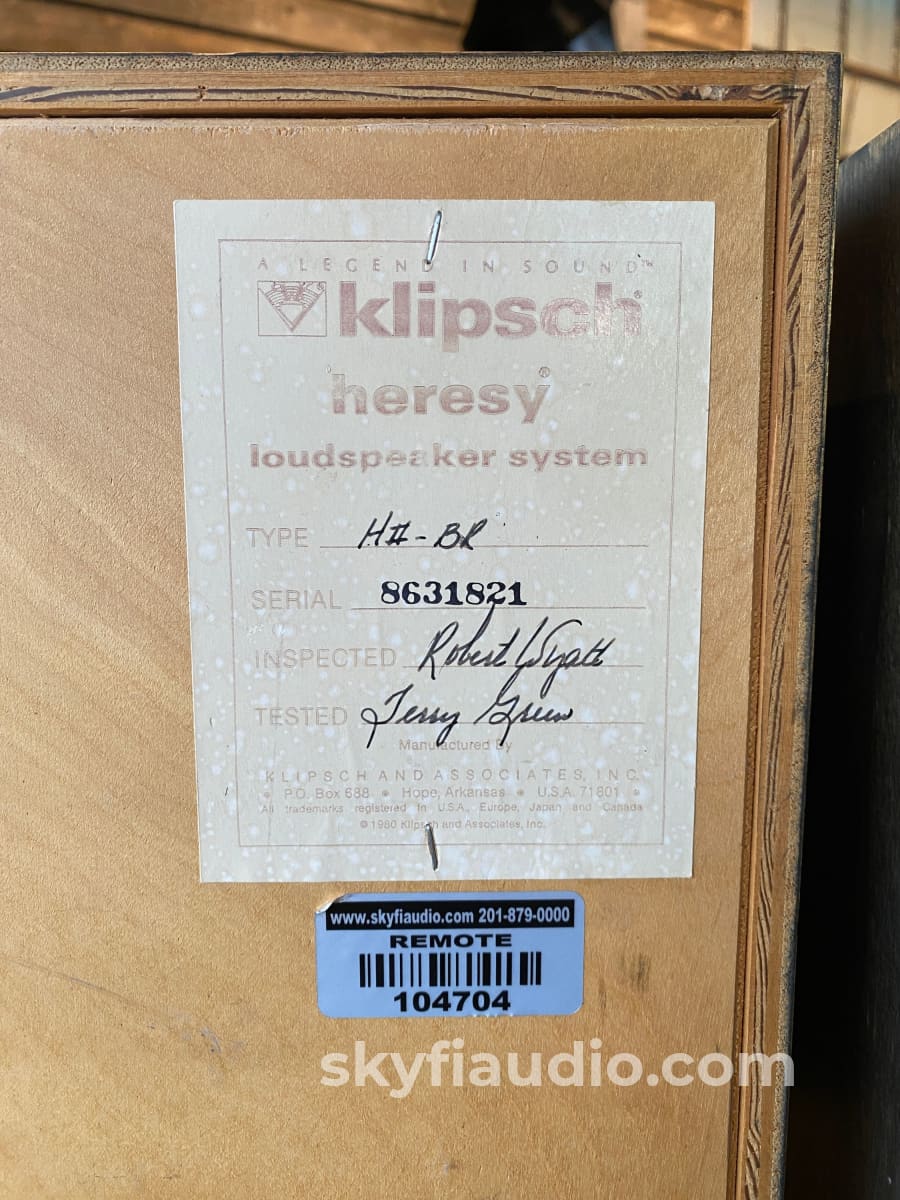 A LEGEND IN SOUND™
klipsch®
heresy®
loudspeaker system
TYPE HII-BR
SERIAL 8631821
INSPECTED Robert Wyatt
TESTED Terry Green
Manufactured By
KLIPSCH AND ASSOCIATES, INC.
• P.O. Box 688 • Hope, Arkansas • U.S.A. 71801 •
All trademarks registered in U.S.A., Europe, Japan and Canada
© 1980 Klipsch and Associates, Inc.
www.skyfiaudio.com 201-879-0000
REMOTE
104704
skyfiaudio.com